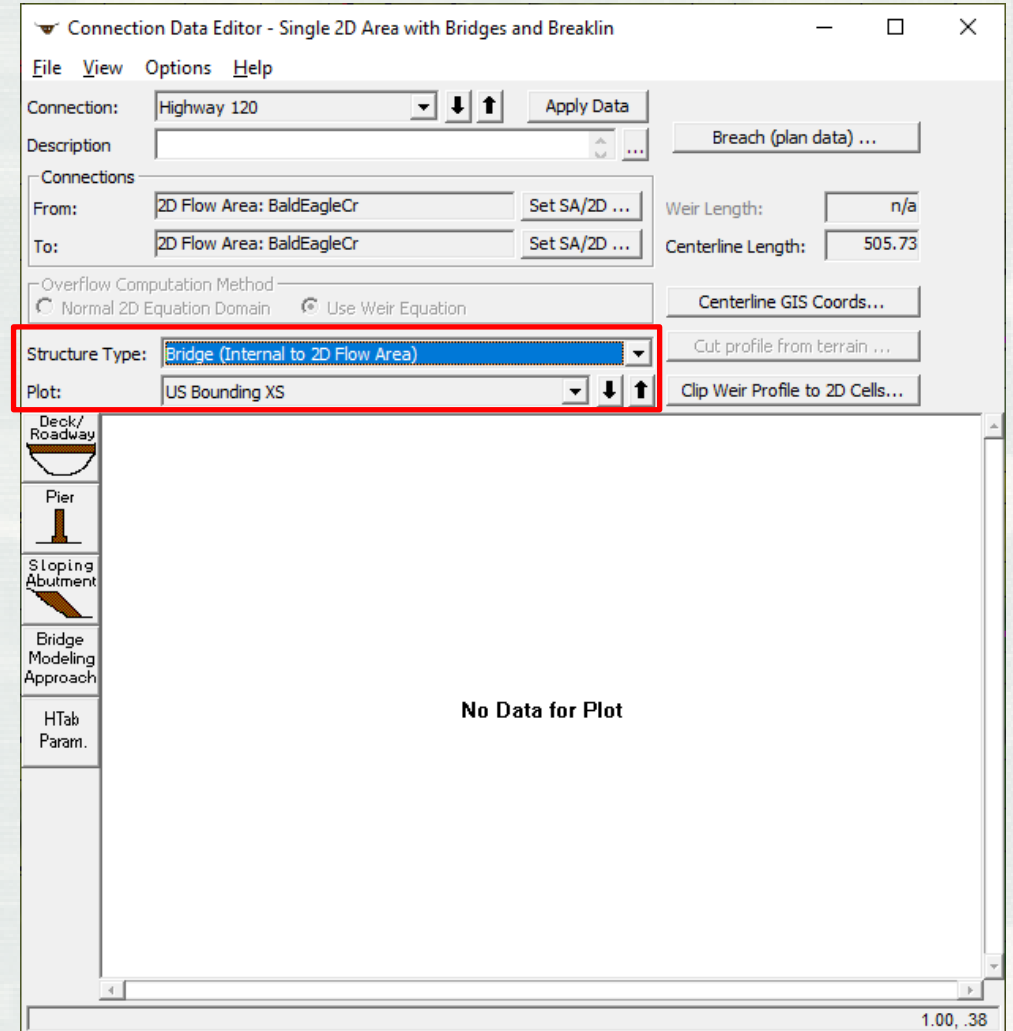 Connection Data Editor - Single 2D Area with Bridges and Breaklin
File View Options Help
Connection: Highway 120 Apply Data
Breach (plan data) ...
Description ...
Connections
From: 2D Flow Area: BaldEagleCr Set SA/2D ... Weir Length: n/a
To: 2D Flow Area: BaldEagleCr Set SA/2D ... Centerline Length: 505.73
Overflow Computation Method
Normal 2D Equation Domain Use Weir Equation
Centerline GIS Coords...
Structure Type: Bridge (Internal to 2D Flow Area) Cut profile from terrain ...
Plot: US Bounding XS Clip Weir Profile to 2D Cells...
Deck/
Roadway
Pier
Sloping
Abutment
Bridge
Modeling
Approach
HTab
Param.
No Data for Plot
1.00, .38